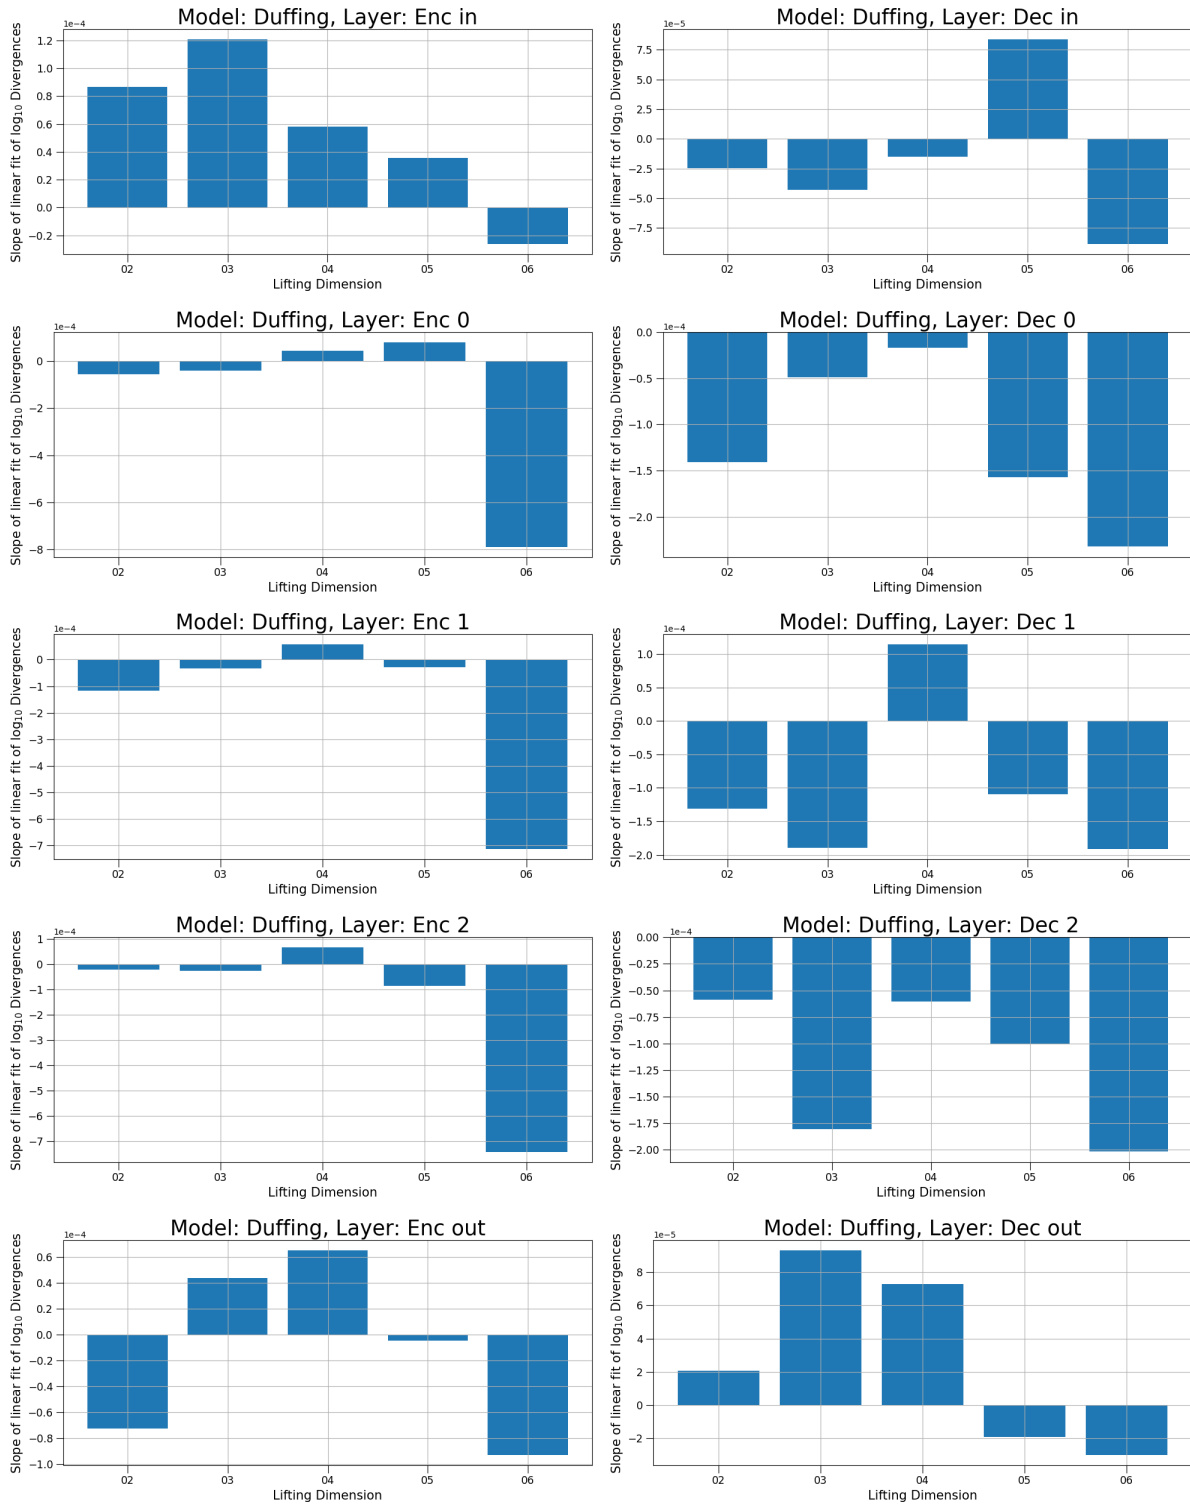 Model: Duffing, Layer: Enc in
1e−4
Slope of linear fit of log10 Divergences
1.2
1.0
0.8
0.6
0.4
0.2
0.0
−0.2
02 03 04 05 06
Lifting Dimension
Model: Duffing, Layer: Dec in
1e−5
Slope of linear fit of log10 Divergences
7.5
5.0
2.5
0.0
−2.5
−5.0
−7.5
02 03 04 05 06
Lifting Dimension
Model: Duffing, Layer: Enc 0
1e−4
Slope of linear fit of log10 Divergences
0
−2
−4
−6
−8
02 03 04 05 06
Lifting Dimension
Model: Duffing, Layer: Dec 0
1e−4
Slope of linear fit of log10 Divergences
0.0
−0.5
−1.0
−1.5
−2.0
02 03 04 05 06
Lifting Dimension
Model: Duffing, Layer: Enc 1
1e−4
Slope of linear fit of log10 Divergences
0
−1
−2
−3
−4
−5
−6
−7
02 03 04 05 06
Lifting Dimension
Model: Duffing, Layer: Dec 1
1e−4
Slope of linear fit of log10 Divergences
1.0
0.5
0.0
−0.5
−1.0
−1.5
−2.0
02 03 04 05 06
Lifting Dimension
Model: Duffing, Layer: Enc 2
1e−4
Slope of linear fit of log10 Divergences
1
0
−1
−2
−3
−4
−5
−6
−7
02 03 04 05 06
Lifting Dimension
Model: Duffing, Layer: Dec 2
1e−4
Slope of linear fit of log10 Divergences
0.00
−0.25
−0.50
−0.75
−1.00
−1.25
−1.50
−1.75
−2.00
02 03 04 05 06
Lifting Dimension
Model: Duffing, Layer: Enc out
1e−4
Slope of linear fit of log10 Divergences
0.6
0.4
0.2
0.0
−0.2
−0.4
−0.6
−0.8
−1.0
02 03 04 05 06
Lifting Dimension
Model: Duffing, Layer: Dec out
1e−5
Slope of linear fit of log10 Divergences
8
6
4
2
0
−2
02 03 04 05 06
Lifting Dimension